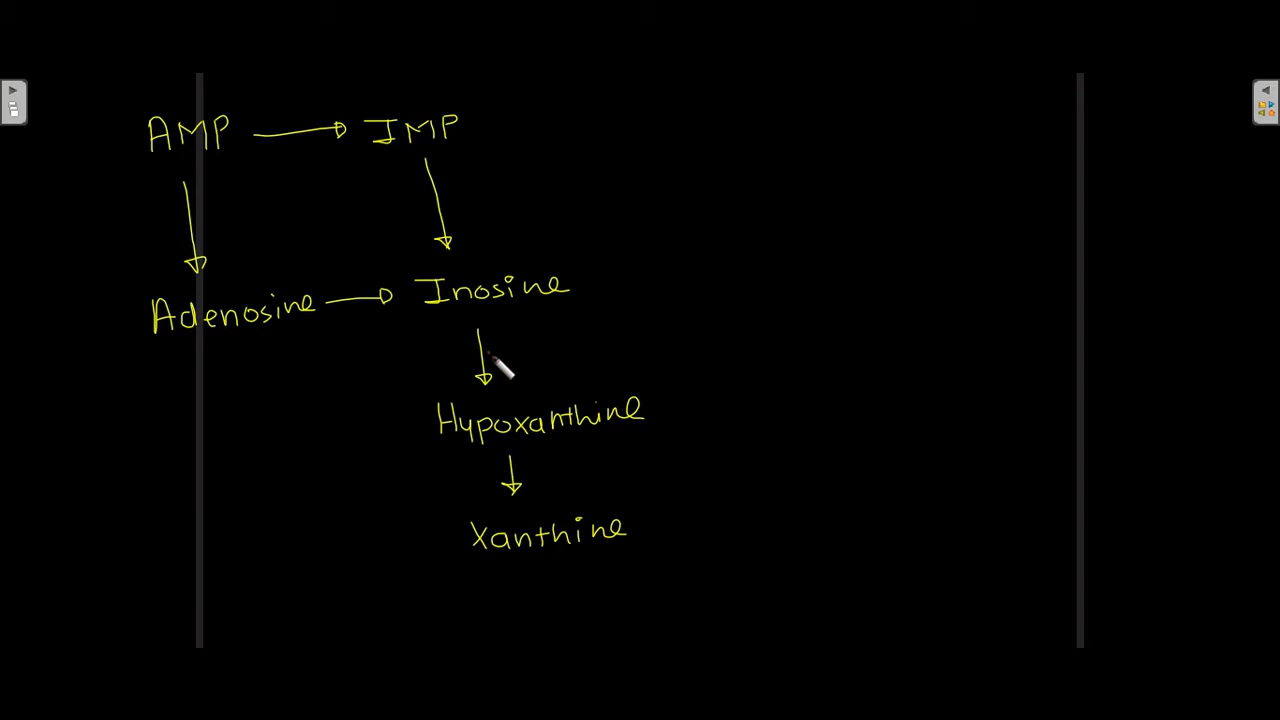 AMP → IMP
Adenosine → Inosine
Hypoxanthine
Xanthine